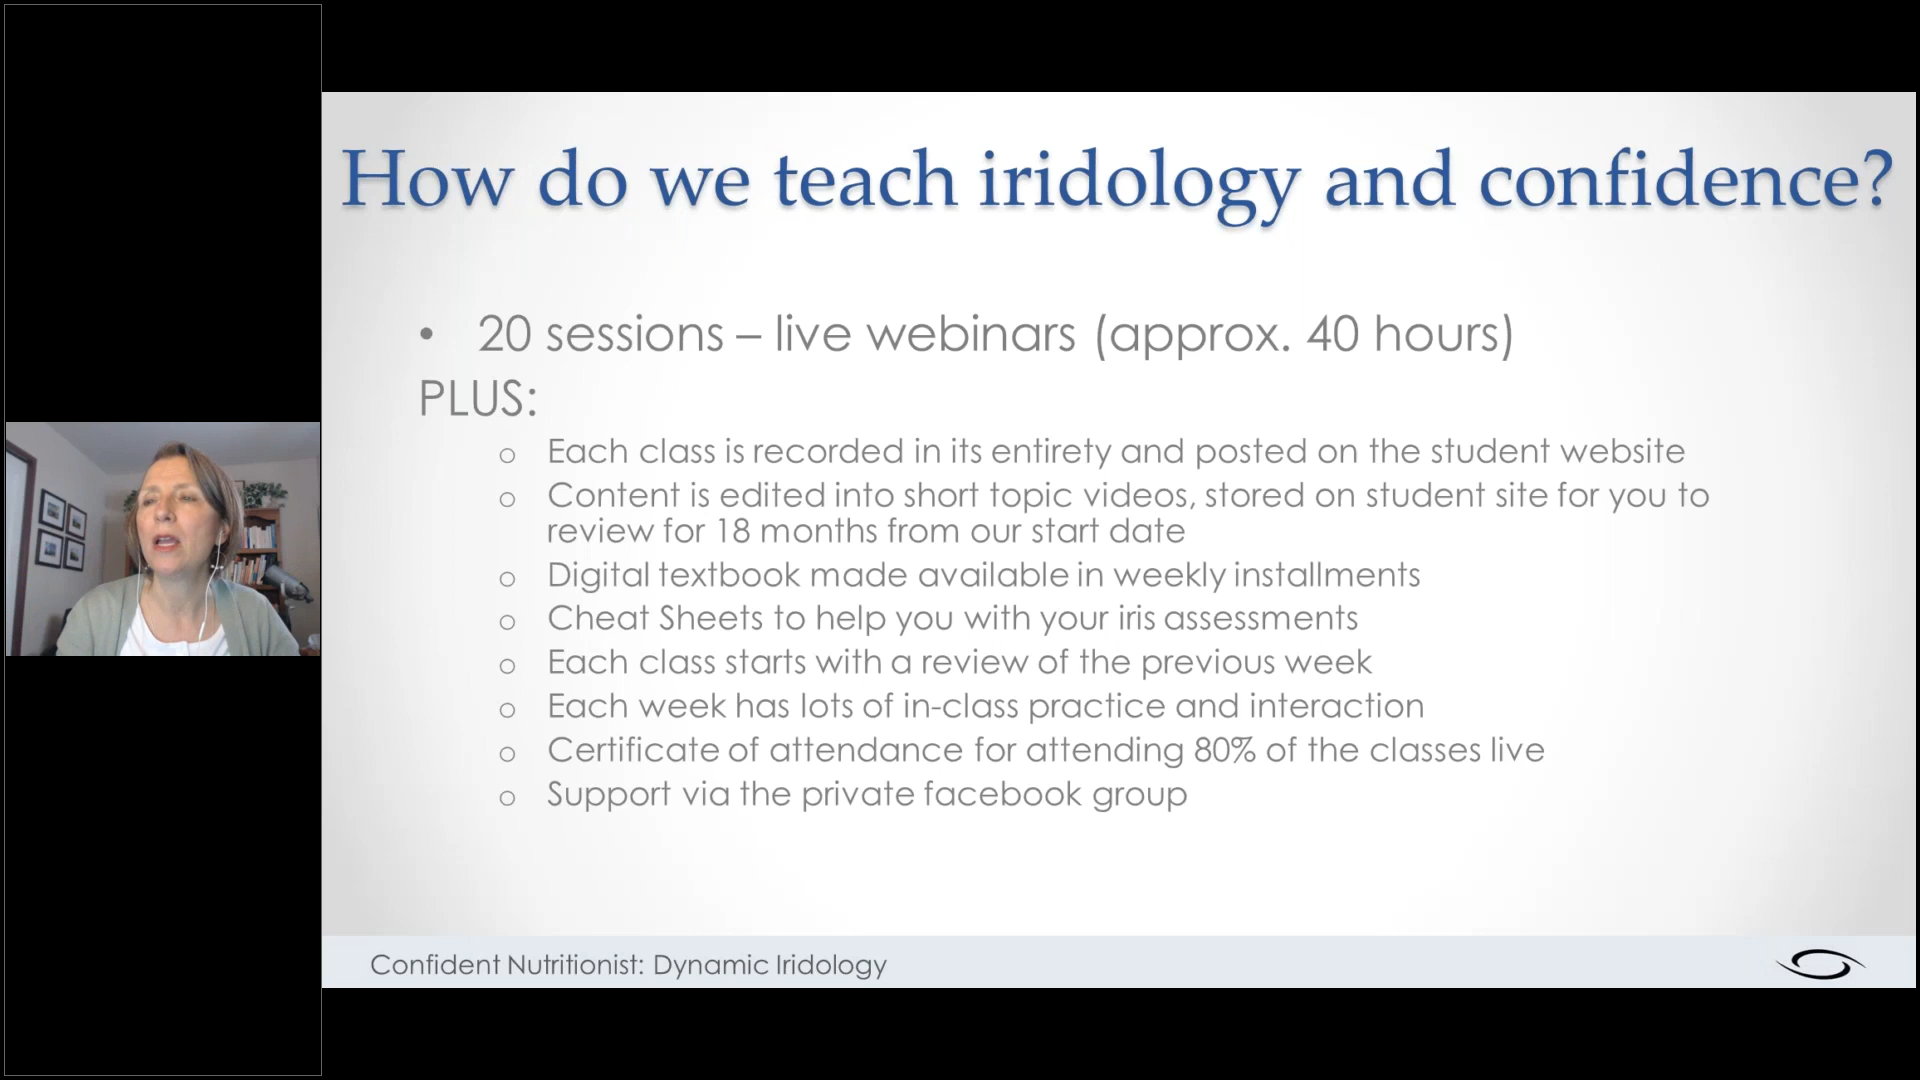 How do we teach iridology and confidence?
• 20 sessions – live webinars (approx. 40 hours)
PLUS:
o Each class is recorded in its entirety and posted on the student website
o Content is edited into short topic videos, stored on student site for you to
review for 18 months from our start date
o Digital textbook made available in weekly installments
o Cheat Sheets to help you with your iris assessments
o Each class starts with a review of the previous week
o Each week has lots of in-class practice and interaction
o Certificate of attendance for attending 80% of the classes live
o Support via the private facebook group
Confident Nutritionist: Dynamic Iridology